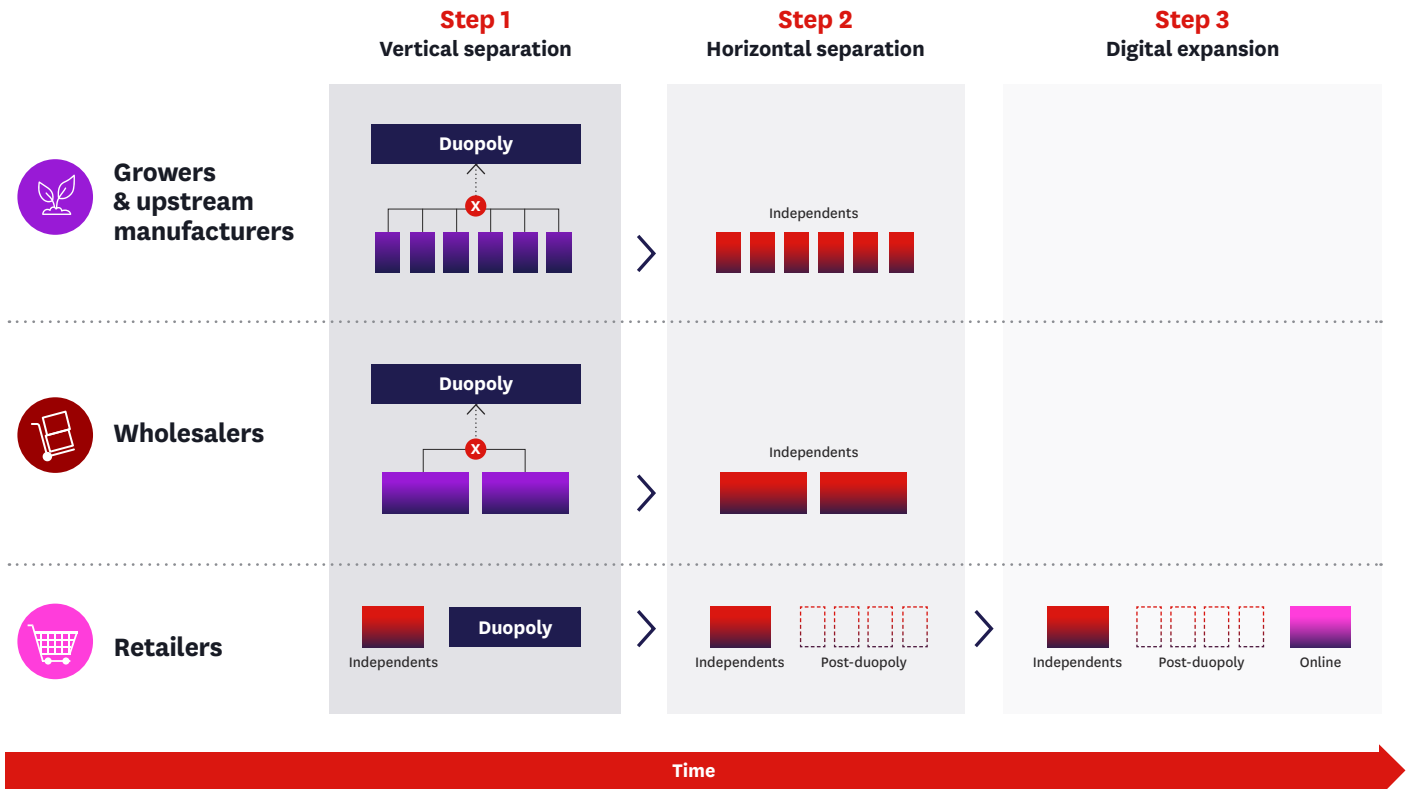 Step 1
Vertical separation
Step 2
Horizontal separation
Step 3
Digital expansion
Growers
& upstream
manufacturers
Duopoly
X
Independents
Wholesalers
Duopoly
X
Independents
Retailers
Independents
Duopoly
Independents
Post-duopoly
Independents
Post-duopoly
Online
Time